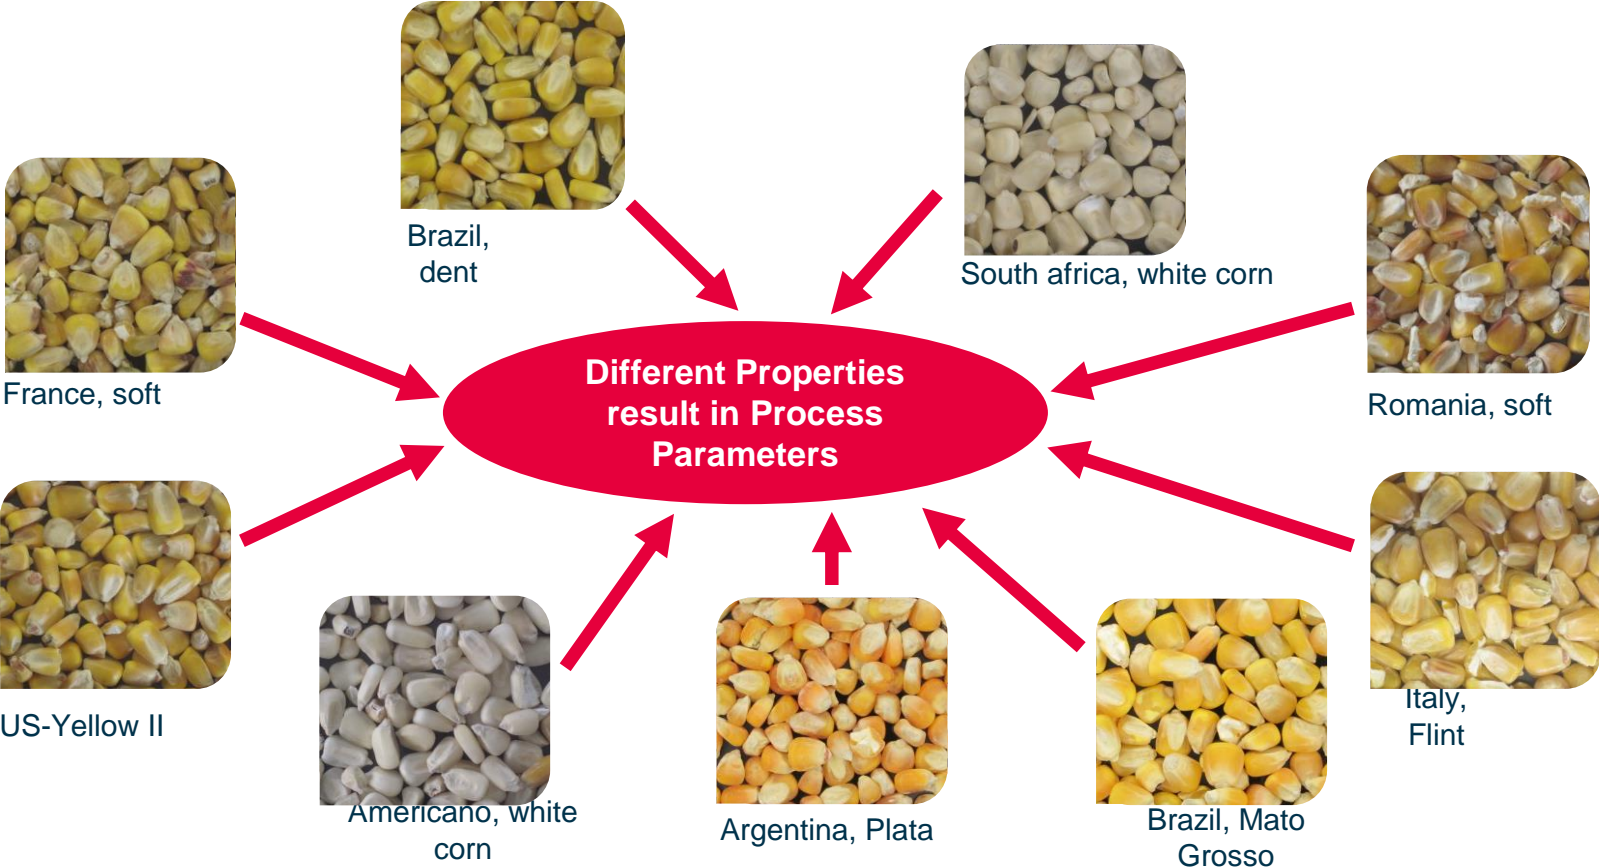 Brazil,
dent
South africa, white corn
France, soft
Different Properties
result in Process
Parameters
Romania, soft
US-Yellow II
Italy,
Flint
Americano, white
corn
Argentina, Plata
Brazil, Mato
Grosso